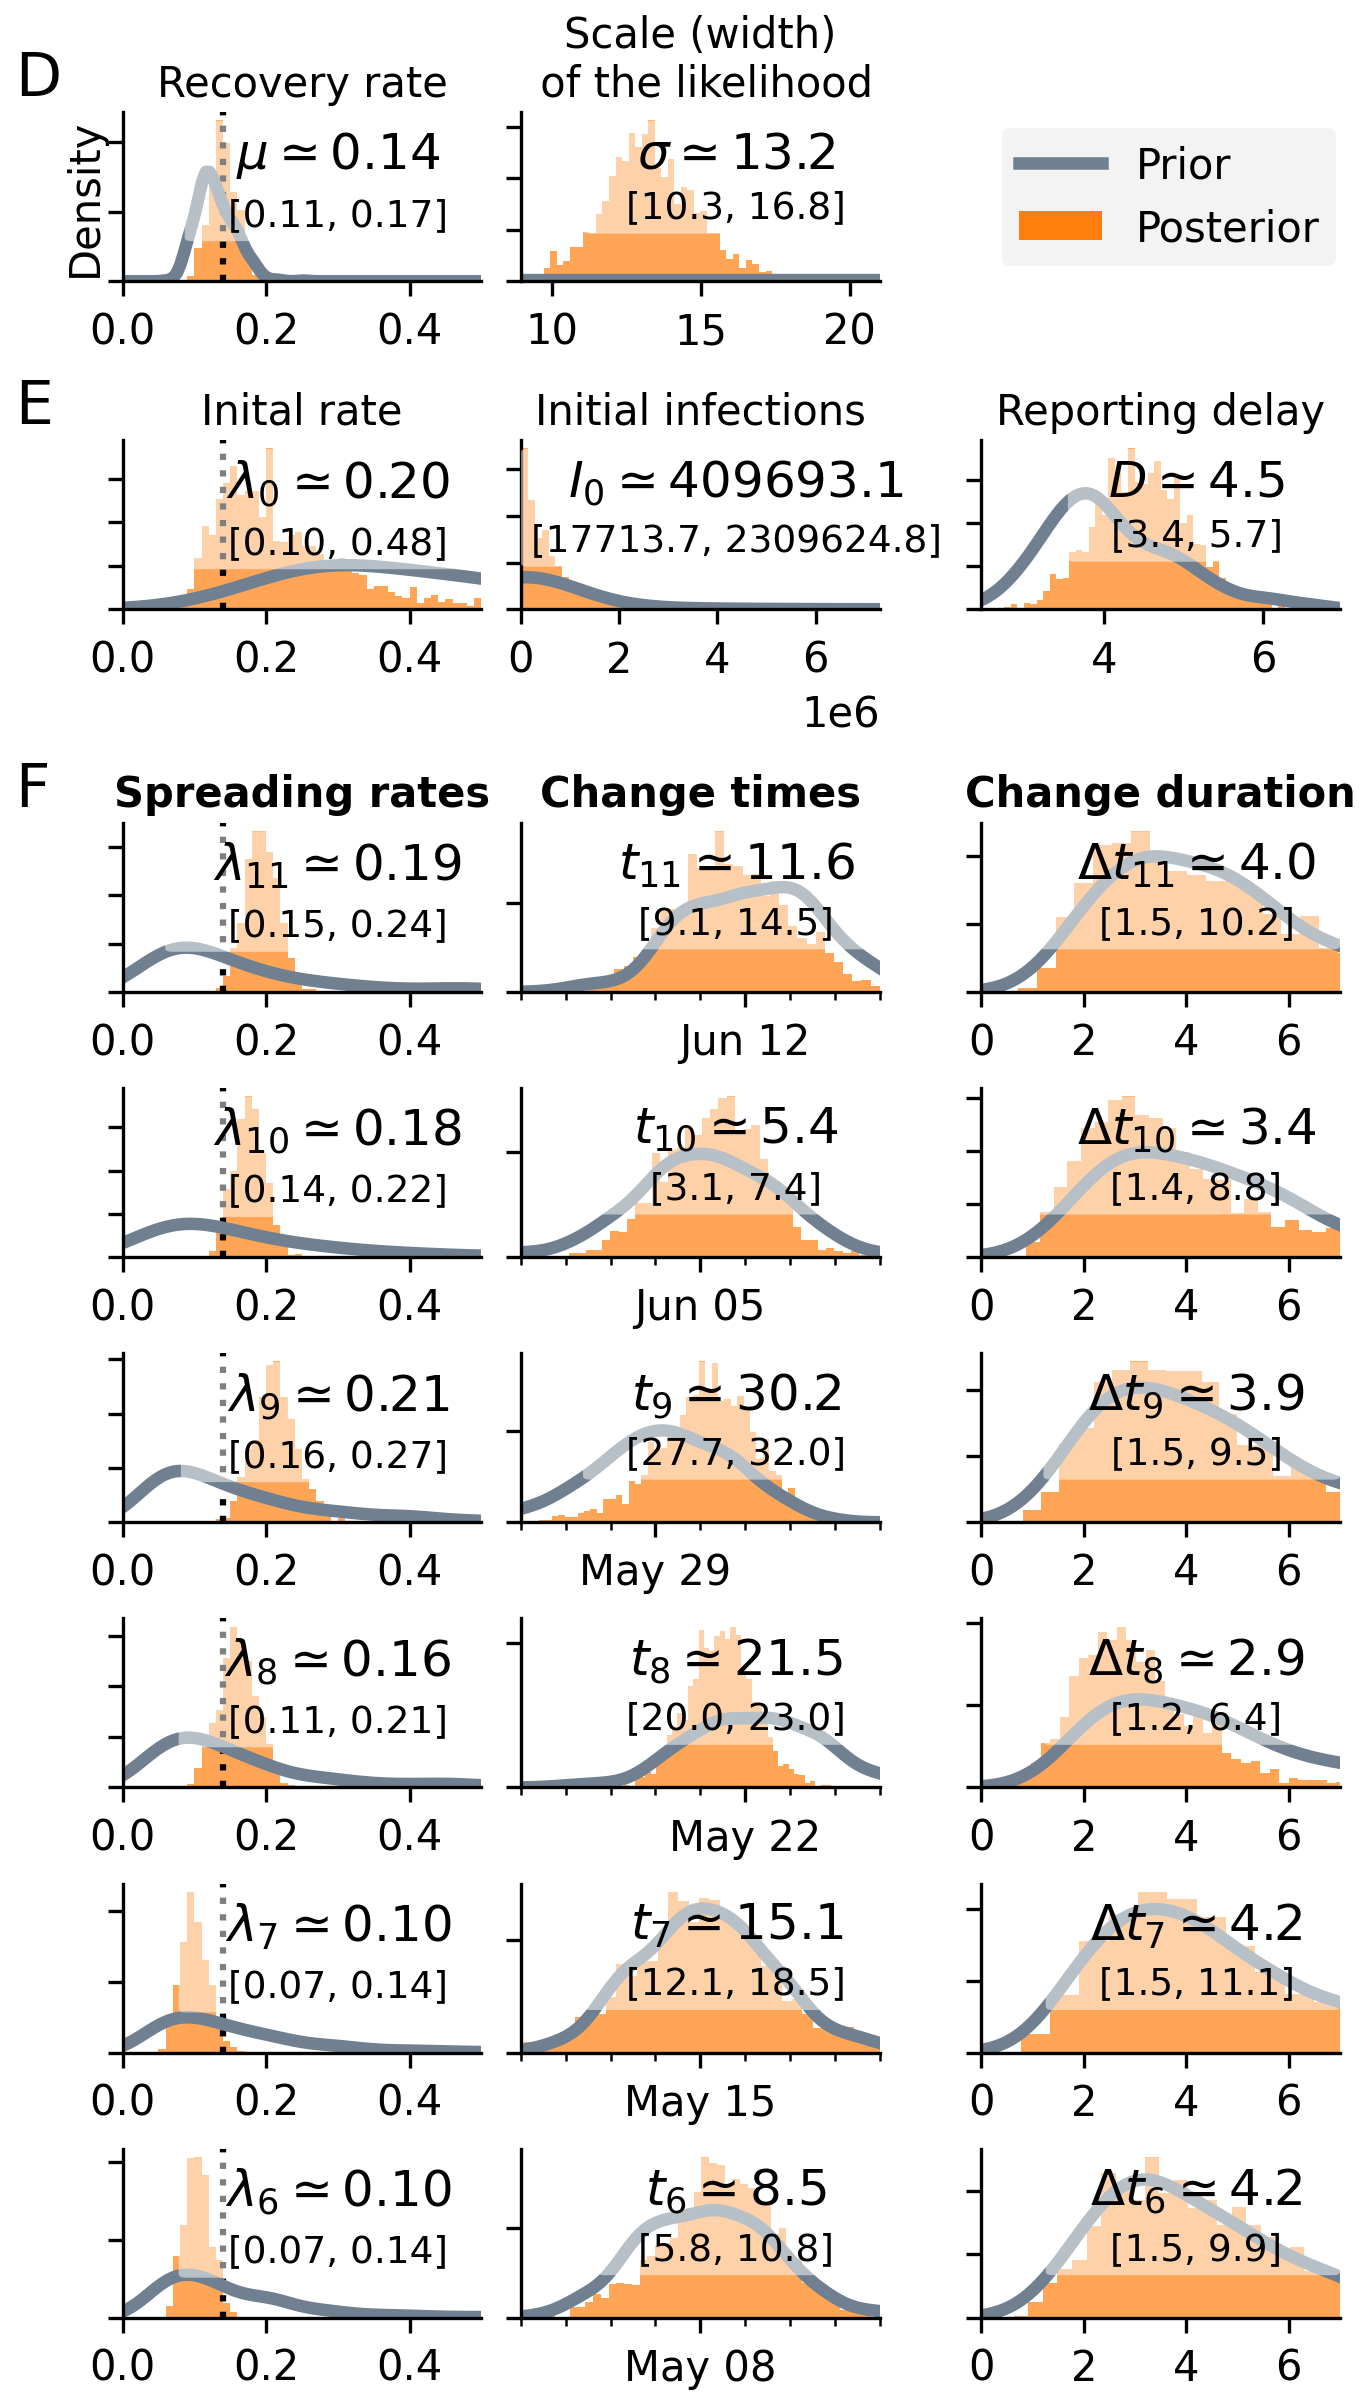 D
Recovery rate
Scale (width)
of the likelihood
Density
μ ≃ 0.14
[0.11, 0.17]
σ ≃ 13.2
[10.3, 16.8]
Prior
Posterior
0.0 0.2 0.4
10 15 20
E
Inital rate
Initial infections
Reporting delay
λ0 ≃ 0.20
[0.10, 0.48]
I0 ≃ 409693.1
[17713.7, 2309624.8]
D ≃ 4.5
[3.4, 5.7]
0.0 0.2 0.4
0 2 4 6
1e6
4 6
F
Spreading rates
Change times
Change duration
λ11 ≃ 0.19
[0.15, 0.24]
t11 ≃ 11.6
[9.1, 14.5]
Δt11 ≃ 4.0
[1.5, 10.2]
0.0 0.2 0.4
Jun 12
0 2 4 6
λ10 ≃ 0.18
[0.14, 0.22]
t10 ≃ 5.4
[3.1, 7.4]
Δt10 ≃ 3.4
[1.4, 8.8]
0.0 0.2 0.4
Jun 05
0 2 4 6
λ9 ≃ 0.21
[0.16, 0.27]
t9 ≃ 30.2
[27.7, 32.0]
Δt9 ≃ 3.9
[1.5, 9.5]
0.0 0.2 0.4
May 29
0 2 4 6
λ8 ≃ 0.16
[0.11, 0.21]
t8 ≃ 21.5
[20.0, 23.0]
Δt8 ≃ 2.9
[1.2, 6.4]
0.0 0.2 0.4
May 22
0 2 4 6
λ7 ≃ 0.10
[0.07, 0.14]
t7 ≃ 15.1
[12.1, 18.5]
Δt7 ≃ 4.2
[1.5, 11.1]
0.0 0.2 0.4
May 15
0 2 4 6
λ6 ≃ 0.10
[0.07, 0.14]
t6 ≃ 8.5
[5.8, 10.8]
Δt6 ≃ 4.2
[1.5, 9.9]
0.0 0.2 0.4
May 08
0 2 4 6